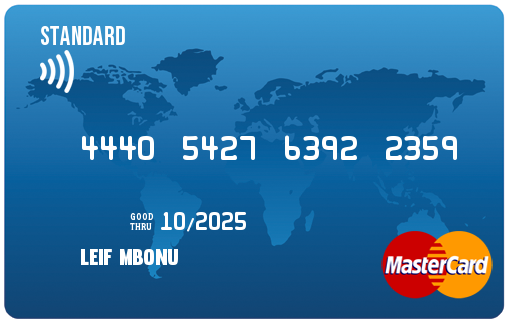 STANDARD
4440 5427 6392 2359
GOOD THRU 10/2025
LEIF MBONU
MasterCard